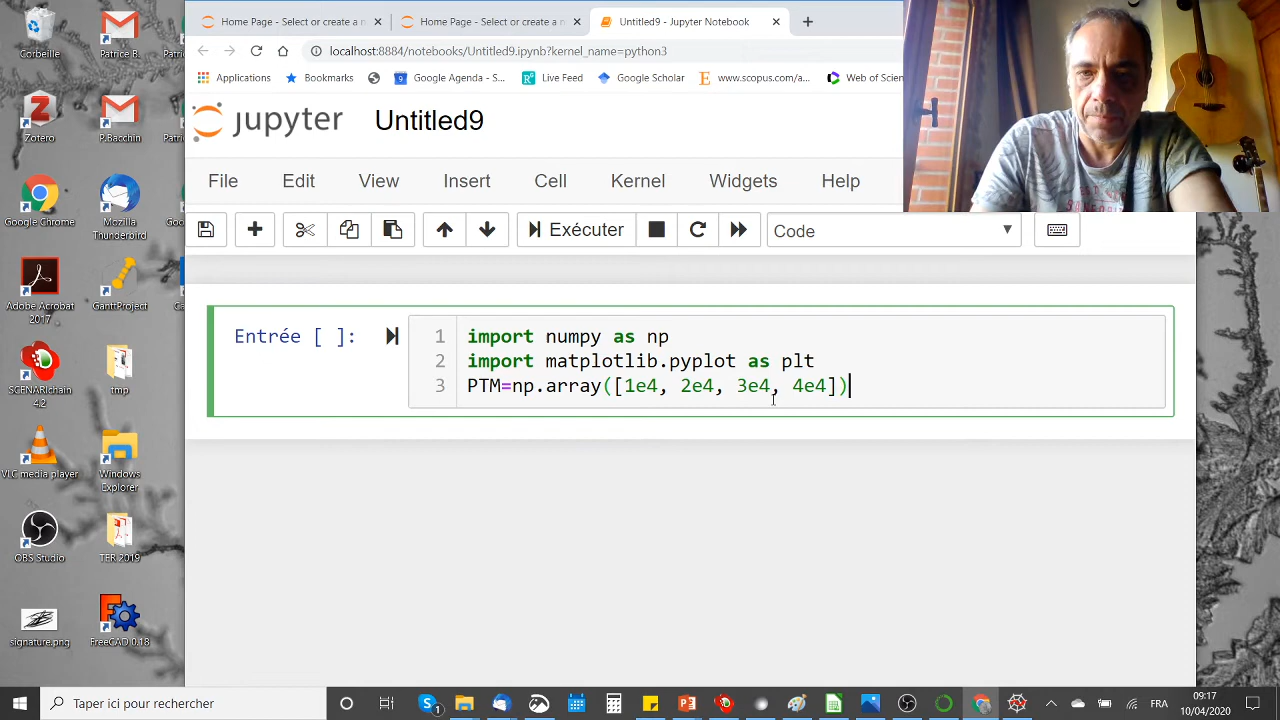 Home Page - Select or create a n
Home Page - Select or create a n
Untitled9 - Jupyter Notebook
localhost:8884/notebooks/Untitled9.ipynb?kernel_name=python3
Applications
Bookmarks
Google Agenda - S...
Live Feed
Google Scholar
www.scopus.com/a...
Web of Scien
jupyter
Untitled9
File
Edit
View
Insert
Cell
Kernel
Widgets
Help
Exécuter
Code
Entrée [ ]:
1 import numpy as np
2 import matplotlib.pyplot as plt
3 PTM=np.array([1e4, 2e4, 3e4, 4e4])
Corbeille
Patrice B.
Zotero
P.Bacchin
Google Chrome
Mozilla
Thunderbird
Adobe Acrobat
2017
GanttProject
SCENARIchain
4.2
tmp
VLC media player
Windows
Explorer
OBS Studio
TER 2019
signature.png
FreeCAD 0.18
Taper ici pour rechercher
FRA
09:17
10/04/2020